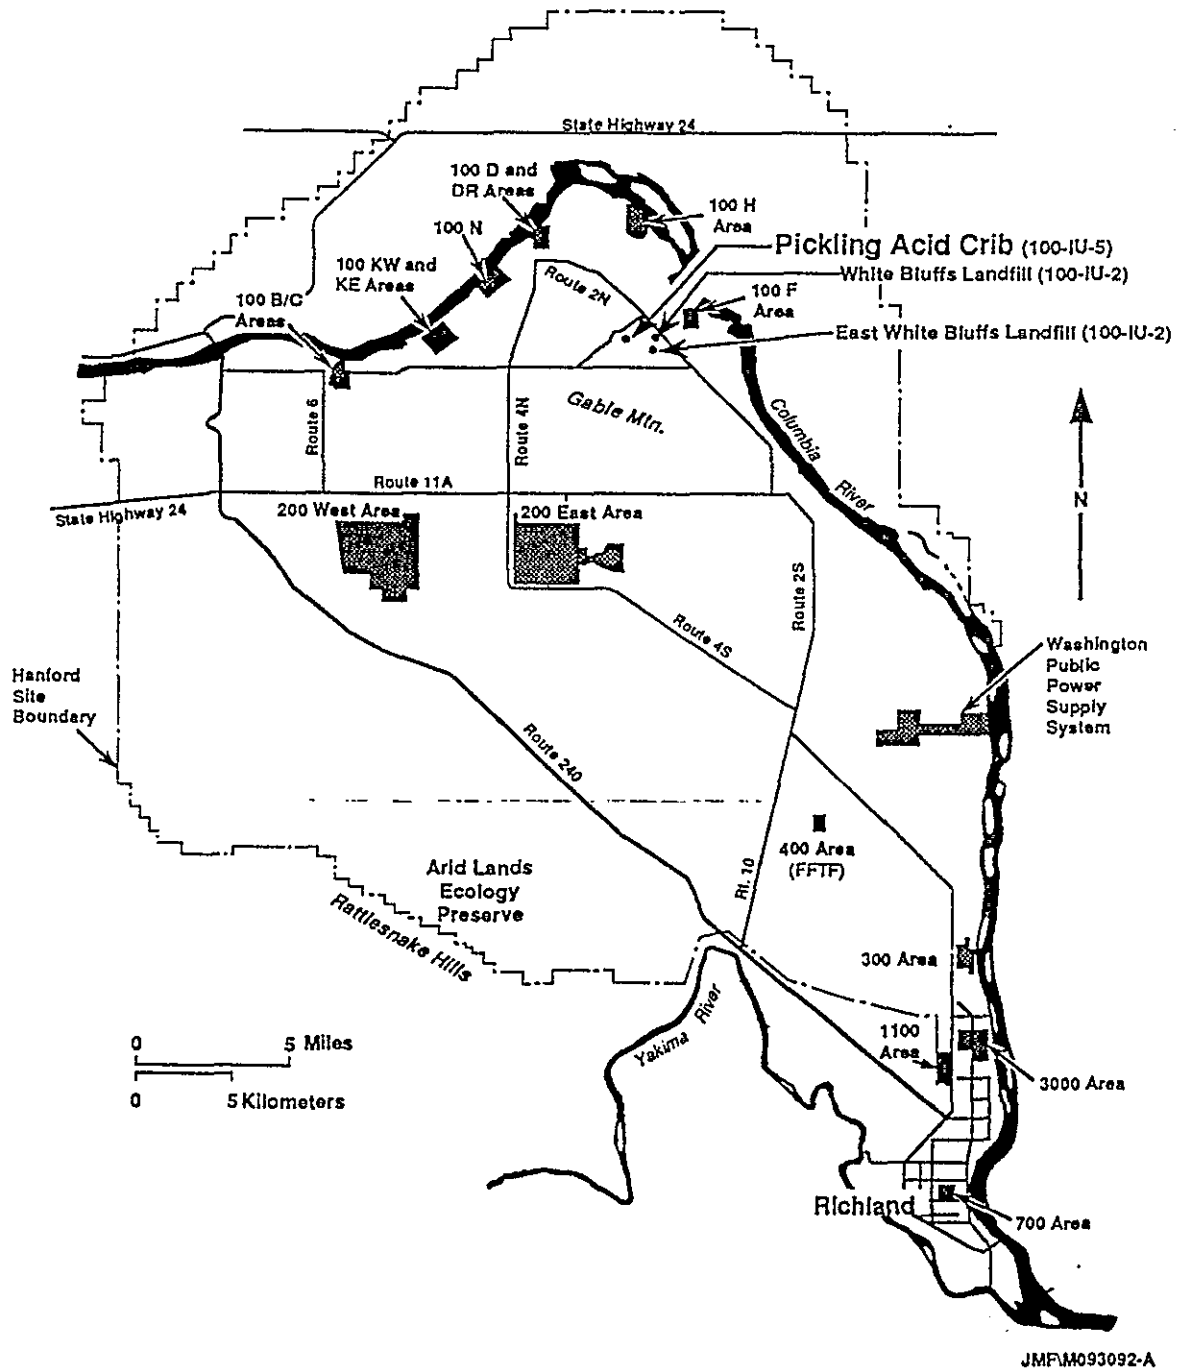 State Highway 24
100 D and
DR Areas
100 H
Area
100 N
Pickling Acid Crib (100-IU-5)
100 KW and
KE Areas
Route 2N
White Bluffs Landfill (100-IU-2)
100 F
Area
100 B/C
Areas
East White Bluffs Landfill (100-IU-2)
Gable Mtn.
Columbia
River
Route 6
Route 4N
Route 11A
N
State Highway 24
200 West Area
200 East Area
Route 2S
Route 4S
Washington
Public
Power
Supply
System
Hanford
Site
Boundary
Route 240
400 Area
(FFTF)
Rt. 10
Arid Lands
Ecology
Preserve
Rattlesnake Hills
300 Area
Yakima River
1100
Area
0 5 Miles
0 5 Kilometers
3000 Area
Richland
700 Area
JMF\M093092-A